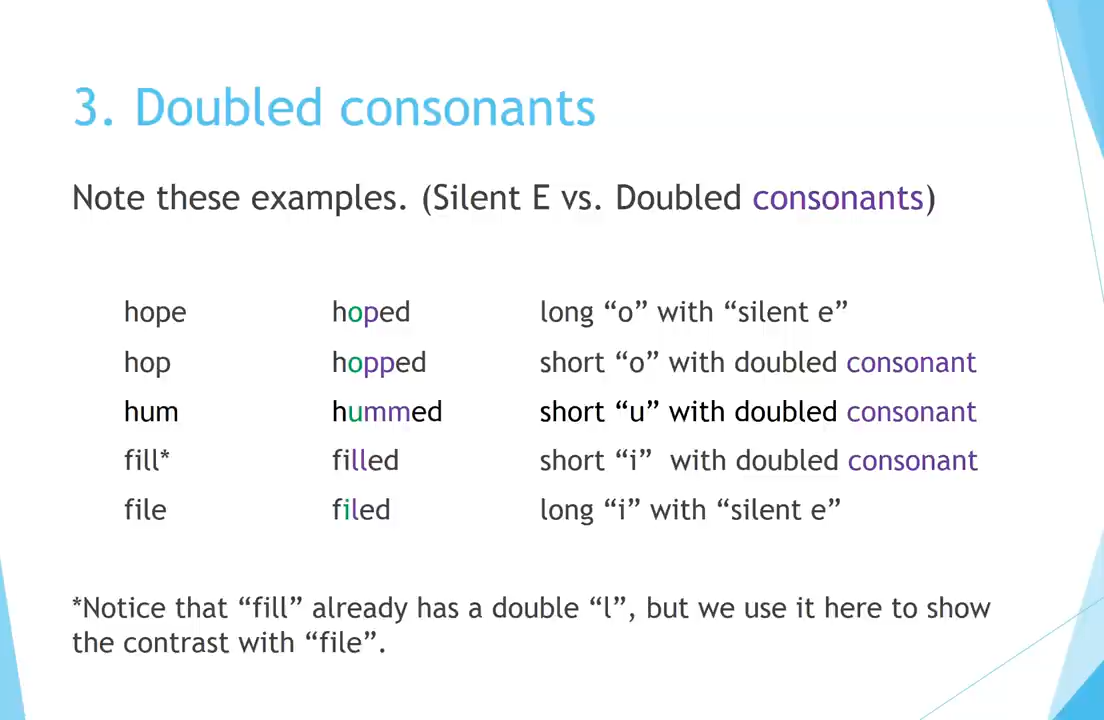 3. Doubled consonants
Note these examples. (Silent E vs. Doubled consonants)
hope hoped long “o” with “silent e”
hop hopped short “o” with doubled consonant
hum hummed short “u” with doubled consonant
fill* filled short “i” with doubled consonant
file filed long “i” with “silent e”
*Notice that “fill” already has a double “l”, but we use it here to show
the contrast with “file”.